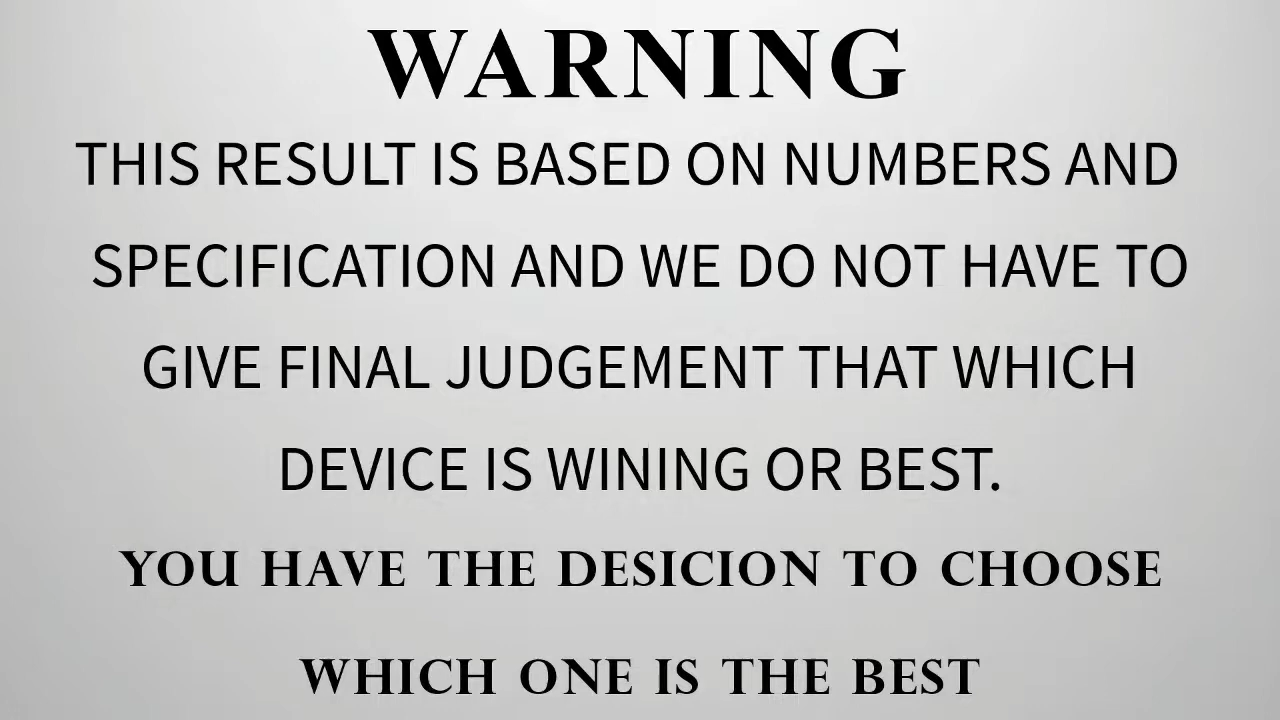 WARNING
THIS RESULT IS BASED ON NUMBERS AND
SPECIFICATION AND WE DO NOT HAVE TO
GIVE FINAL JUDGEMENT THAT WHICH
DEVICE IS WINING OR BEST.
YOU HAVE THE DESICION TO CHOOSE
WHICH ONE IS THE BEST